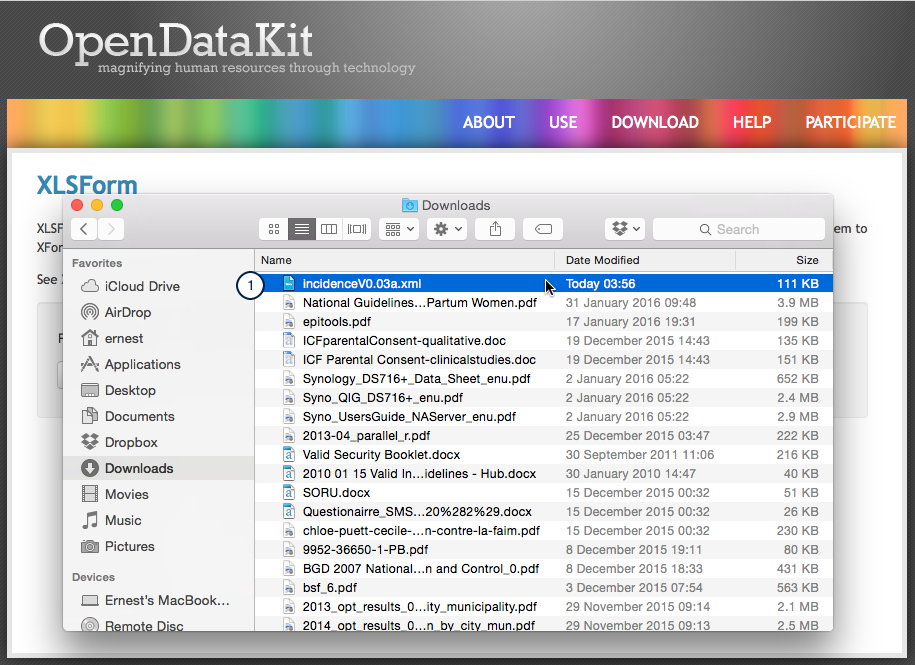 OpenDataKit
magnifying human resources through technology
ABOUT USE DOWNLOAD HELP PARTICIPATE
XLSForm
XLSF
em to
XFor
See
Downloads
Search
Favorites
iCloud Drive
AirDrop
ernest
Applications
Desktop
Documents
Dropbox
Downloads
Movies
Music
Pictures
Devices
Ernest's MacBook…
Remote Disc
Name Date Modified Size
1
incidenceV0.03a.xml Today 03:56 111 KB
National Guidelines…Partum Women.pdf 31 January 2016 09:48 3.9 MB
epitools.pdf 17 January 2016 19:31 199 KB
ICFparentalConsent-qualitative.doc 19 December 2015 14:43 135 KB
ICF Parental Consent-clinicalstudies.doc 19 December 2015 14:43 151 KB
Synology_DS716+_Data_Sheet_enu.pdf 2 January 2016 05:22 652 KB
Syno_QIG_DS716+_enu.pdf 2 January 2016 05:22 2.4 MB
Syno_UsersGuide_NAServer_enu.pdf 2 January 2016 05:22 2.9 MB
2013-04_parallel_r.pdf 25 December 2015 03:47 222 KB
Valid Security Booklet.docx 30 September 2011 11:06 216 KB
2010 01 15 Valid In…idelines - Hub.docx 30 January 2010 14:47 40 KB
SORU.docx 15 December 2015 00:32 51 KB
Questionairre_SMS…20%282%29.docx 15 December 2015 00:32 26 KB
chloe-puett-cecile-…n-contre-la-faim.pdf 15 December 2015 00:32 230 KB
9952-36650-1-PB.pdf 8 December 2015 19:11 80 KB
BGD 2007 National…n and Control_0.pdf 8 December 2015 18:33 431 KB
bsf_6.pdf 3 December 2015 07:54 563 KB
2013_opt_results_0…ity_municipality.pdf 29 November 2015 09:14 2.1 MB
2014_opt_results_0…n_by_city_mun.pdf 29 November 2015 09:13 2.5 MB